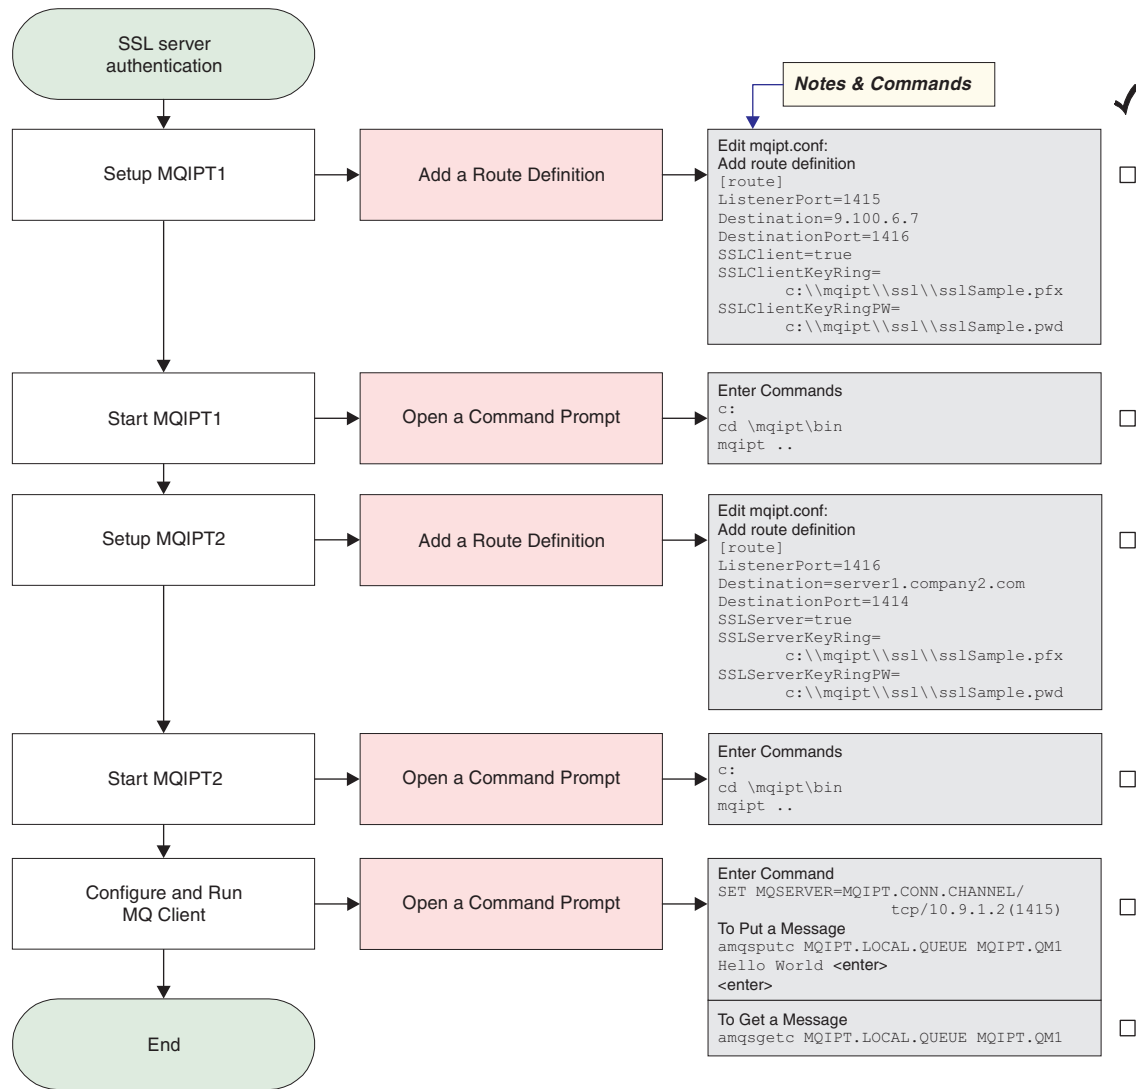 SSL server
authentication
Notes & Commands
Setup MQIPT1
Add a Route Definition
Edit mqipt.conf:
Add route definition
[route]
ListenerPort=1415
Destination=9.100.6.7
DestinationPort=1416
SSLClient=true
SSLClientKeyRing=
c:\\mqipt\\ssl\\sslSample.pfx
SSLClientKeyRingPW=
c:\\mqipt\\ssl\\sslSample.pwd
Start MQIPT1
Open a Command Prompt
Enter Commands
c:
cd \mqipt\bin
mqipt ..
Setup MQIPT2
Add a Route Definition
Edit mqipt.conf:
Add route definition
[route]
ListenerPort=1416
Destination=server1.company2.com
DestinationPort=1414
SSLServer=true
SSLServerKeyRing=
c:\\mqipt\\ssl\\sslSample.pfx
SSLServerKeyRingPW=
c:\\mqipt\\ssl\\sslSample.pwd
Start MQIPT2
Open a Command Prompt
Enter Commands
c:
cd \mqipt\bin
mqipt ..
Configure and Run
MQ Client
Open a Command Prompt
Enter Command
SET MQSERVER=MQIPT.CONN.CHANNEL/
tcp/10.9.1.2(1415)
To Put a Message
amqsputc MQIPT.LOCAL.QUEUE MQIPT.QM1
Hello World <enter>
<enter>
To Get a Message
amqsgetc MQIPT.LOCAL.QUEUE MQIPT.QM1
End